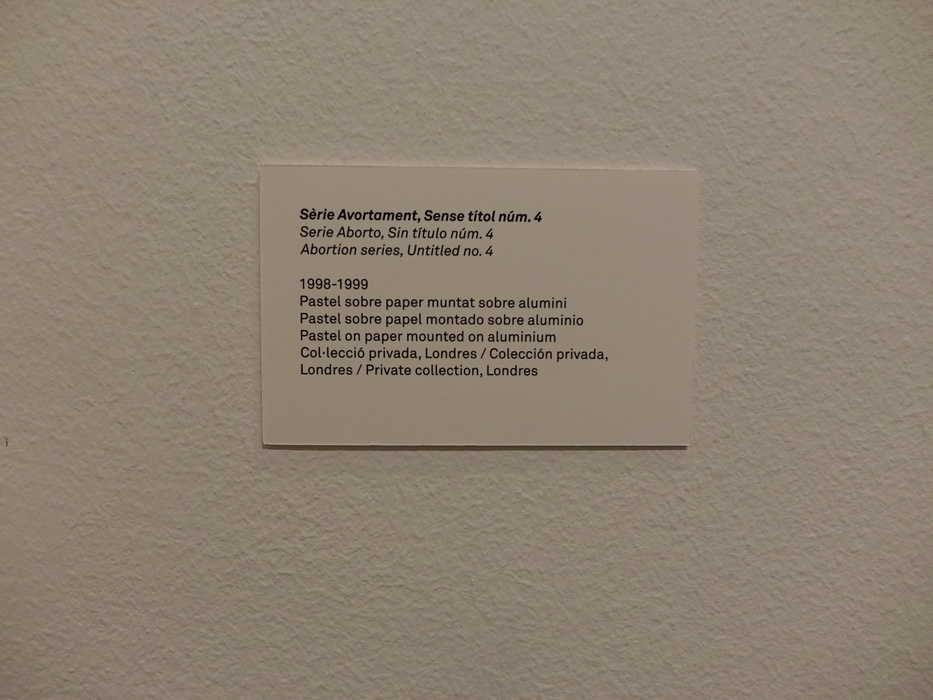 Sèrie Avortament, Sense títol núm. 4
Serie Aborto, Sin título núm. 4
Abortion series, Untitled no. 4
1998-1999
Pastel sobre paper muntat sobre alumini
Pastel sobre papel montado sobre aluminio
Pastel on paper mounted on aluminium
Col·lecció privada, Londres / Colección privada,
Londres / Private collection, Londres